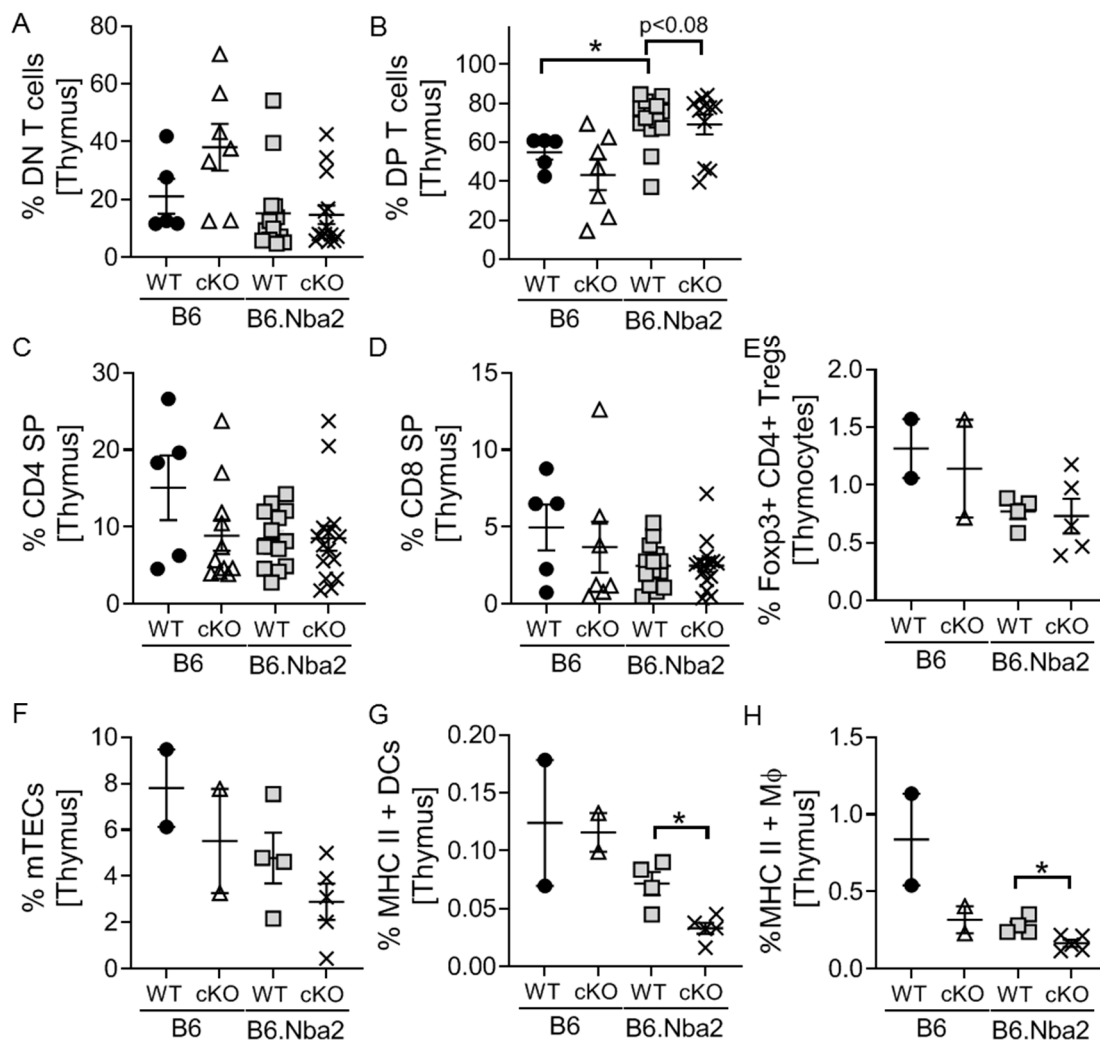 A
% DN T cells
[Thymus]
80
60
40
20
0
WT cKO WT cKO
B6 B6.Nba2
B
% DP T cells
[Thymus]
100
80
60
40
20
0
*
p<0.08
WT cKO WT cKO
B6 B6.Nba2
C
% CD4 SP
[Thymus]
30
20
10
0
WT cKO WT cKO
B6 B6.Nba2
D
% CD8 SP
[Thymus]
15
10
5
0
WT cKO WT cKO
B6 B6.Nba2
E
% Foxp3+ CD4+ Tregs
[Thymocytes]
2.0
1.5
1.0
0.5
0.0
WT cKO WT cKO
B6 B6.Nba2
F
% mTECs
[Thymus]
10
8
6
4
2
0
WT cKO WT cKO
B6 B6.Nba2
G
% MHC II + DCs
[Thymus]
0.20
0.15
0.10
0.05
0.00
*
WT cKO WT cKO
B6 B6.Nba2
H
%MHC II + Mϕ
[Thymus]
1.5
1.0
0.5
0.0
*
WT cKO WT cKO
B6 B6.Nba2